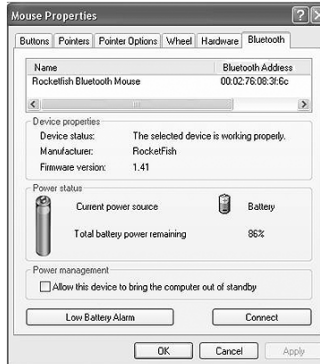 Mouse Properties
Buttons Pointers Pointer Options Wheel Hardware Bluetooth
Name Bluetooth Address
Rocketfish Bluetooth Mouse 00:02:76:08:3f:6c
Device properties
Device status: The selected device is working properly.
Manufacturer: RocketFish
Firmware version: 1.41
Power status
Current power source Battery
Total battery power remaining 86%
Power management
Allow this device to bring the computer out of standby
Low Battery Alarm Connect
OK Cancel Apply